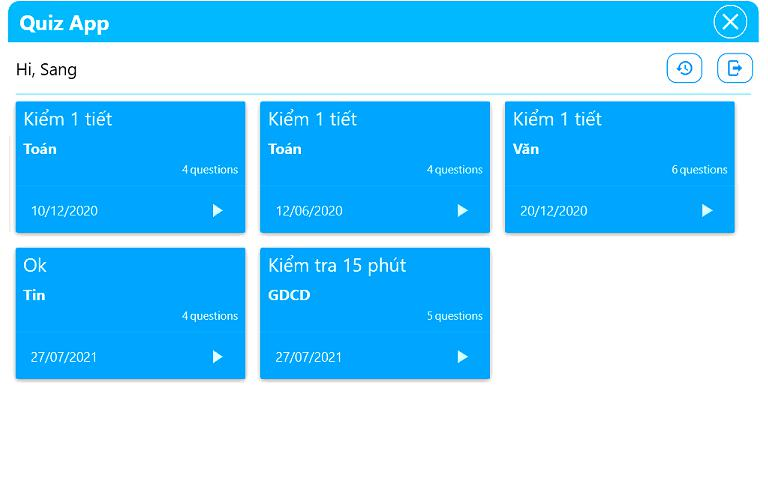 Quiz App
Hi, Sang
Kiểm 1 tiết
Toán
4 questions
10/12/2020
Kiểm 1 tiết
Toán
4 questions
12/06/2020
Kiểm 1 tiết
Văn
6 questions
20/12/2020
Ok
Tin
4 questions
27/07/2021
Kiểm tra 15 phút
GDCD
5 questions
27/07/2021